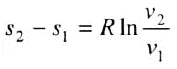 s₂ − s₁ = R ln v₂/v₁